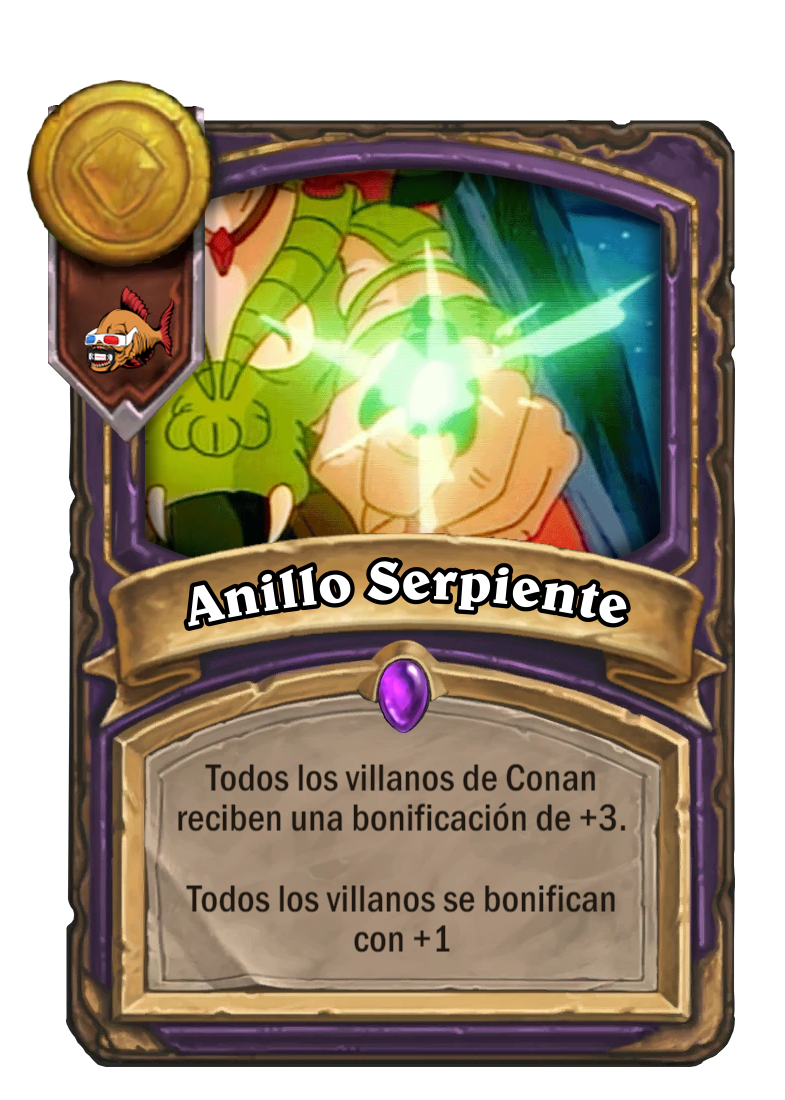 Anillo Serpiente
Todos los villanos de Conan
reciben una bonificación de +3.
Todos los villanos se bonifican
con +1